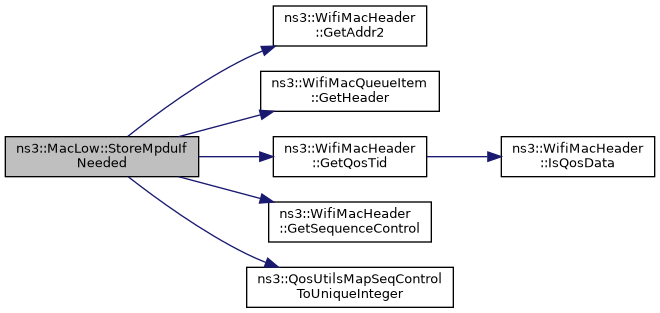 ns3::MacLow::StoreMpduIf
Needed
ns3::WifiMacHeader
::GetAddr2
ns3::WifiMacQueueItem
::GetHeader
ns3::WifiMacHeader
::GetQosTid
ns3::WifiMacHeader
::IsQosData
ns3::WifiMacHeader
::GetSequenceControl
ns3::QosUtilsMapSeqControl
ToUniqueInteger